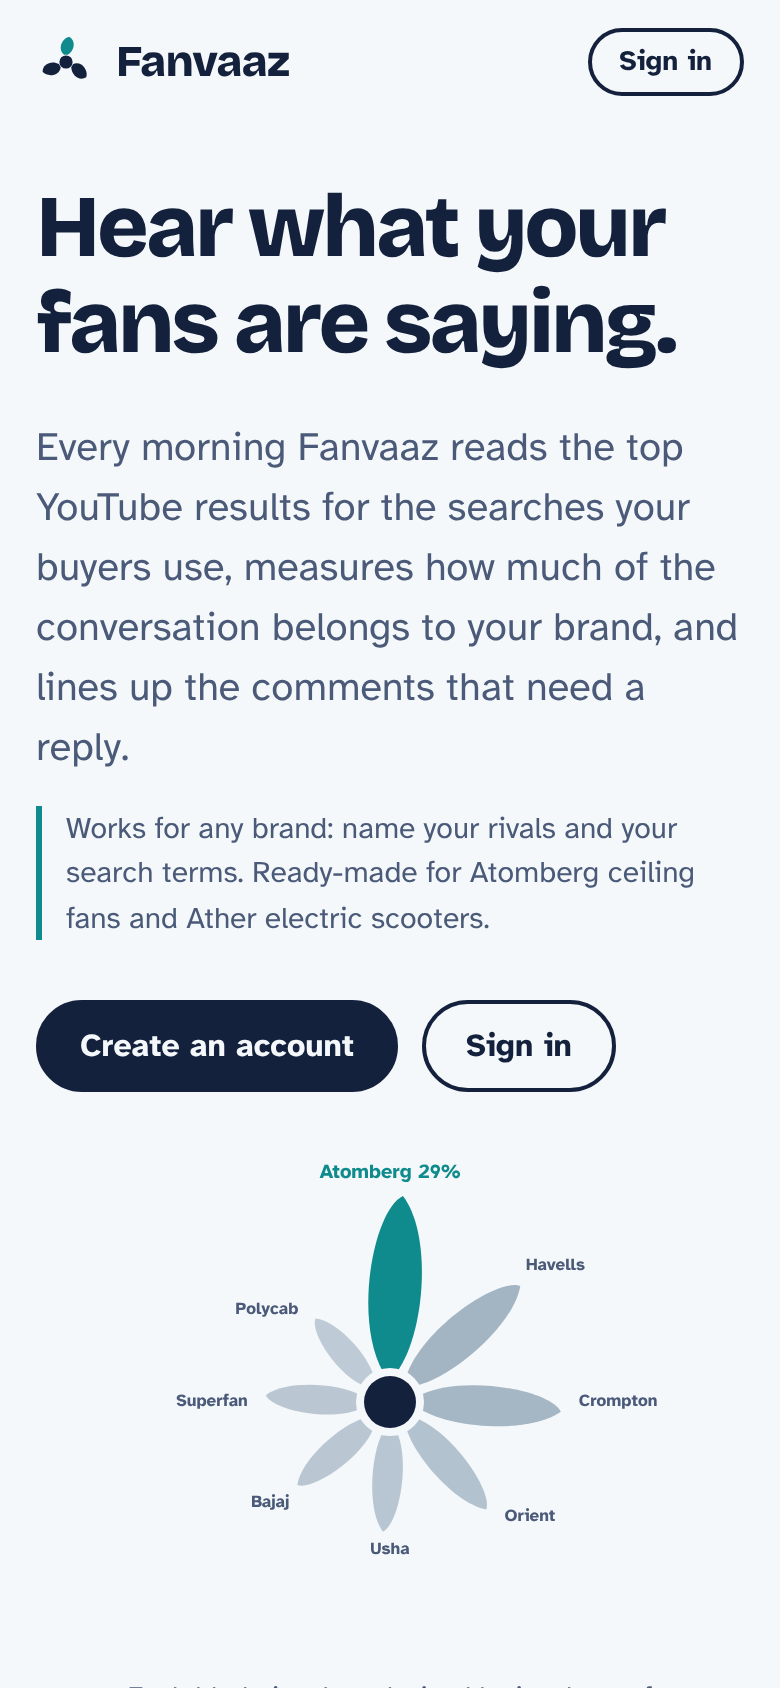 Fanvaaz
Sign in
Hear what your
fans are saying.
Every morning Fanvaaz reads the top
YouTube results for the searches your
buyers use, measures how much of the
conversation belongs to your brand, and
lines up the comments that need a
reply.
Works for any brand: name your rivals and your
search terms. Ready-made for Atomberg ceiling
fans and Ather electric scooters.
Create an account
Sign in
Atomberg 29%
Havells
Polycab
Superfan
Crompton
Bajaj
Orient
Usha